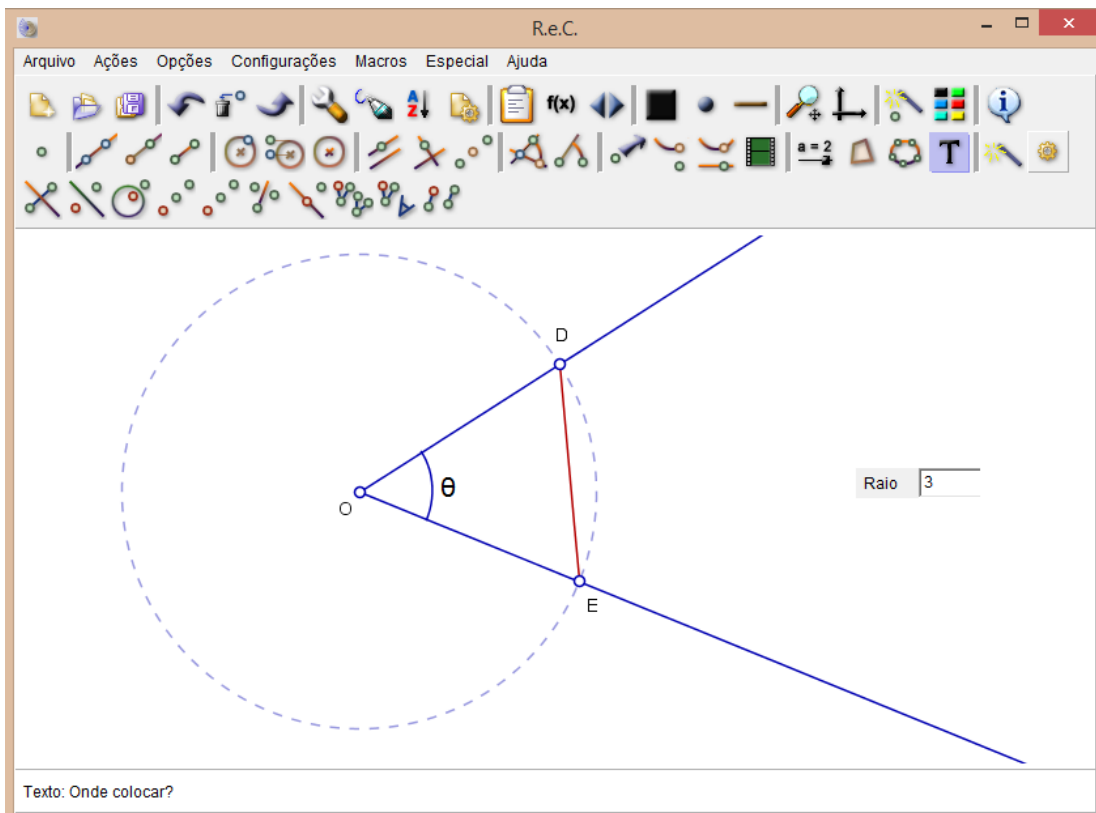 R.e.C.
Arquivo Ações Opções Configurações Macros Especial Ajuda
A Z f(x)
a = 2 T
D
θ
Raio 3
O
E
Texto: Onde colocar?